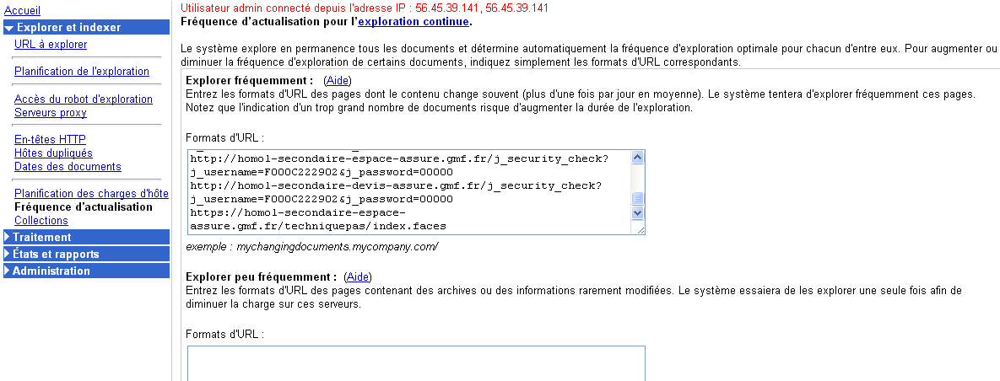 Accueil
Explorer et indexer
URL à explorer
Planification de l'exploration
Accès du robot d'exploration
Serveurs proxy
En-têtes HTTP
Hôtes dupliqués
Dates des documents
Planification des charges d'hôte
Fréquence d'actualisation
Collections
Traitement
États et rapports
Administration
Utilisateur admin connecté depuis l'adresse IP : 56.45.39.141, 56.45.39.141
Fréquence d'actualisation pour l'exploration continue.
Le système explore en permanence tous les documents et détermine automatiquement la fréquence d'exploration optimale pour chacun d'entre eux. Pour augmenter ou
diminuer la fréquence d'exploration de certains documents, indiquez simplement les formats d'URL correspondants.
Explorer fréquemment : (Aide)
Entrez les formats d'URL des pages dont le contenu change souvent (plus d'une fois par jour en moyenne). Le système tentera d'explorer fréquemment ces pages.
Notez que l'indication d'un trop grand nombre de documents risque d'augmenter la durée de l'exploration.
Formats d'URL :
http://homol-secondaire-espace-assure.gmf.fr/j_security_check?
j_username=F000C222902&j_password=00000
http://homol-secondaire-devis-assure.gmf.fr/j_security_check?
j_username=F000C222902&j_password=00000
https://homol-secondaire-espace-
assure.gmf.fr/techniquepas/index.faces
exemple : mychangingdocuments.mycompany.com/
Explorer peu fréquemment : (Aide)
Entrez les formats d'URL des pages contenant des archives ou des informations rarement modifiées. Le système essaiera de les explorer une seule fois afin de
diminuer la charge sur ces serveurs.
Formats d'URL :